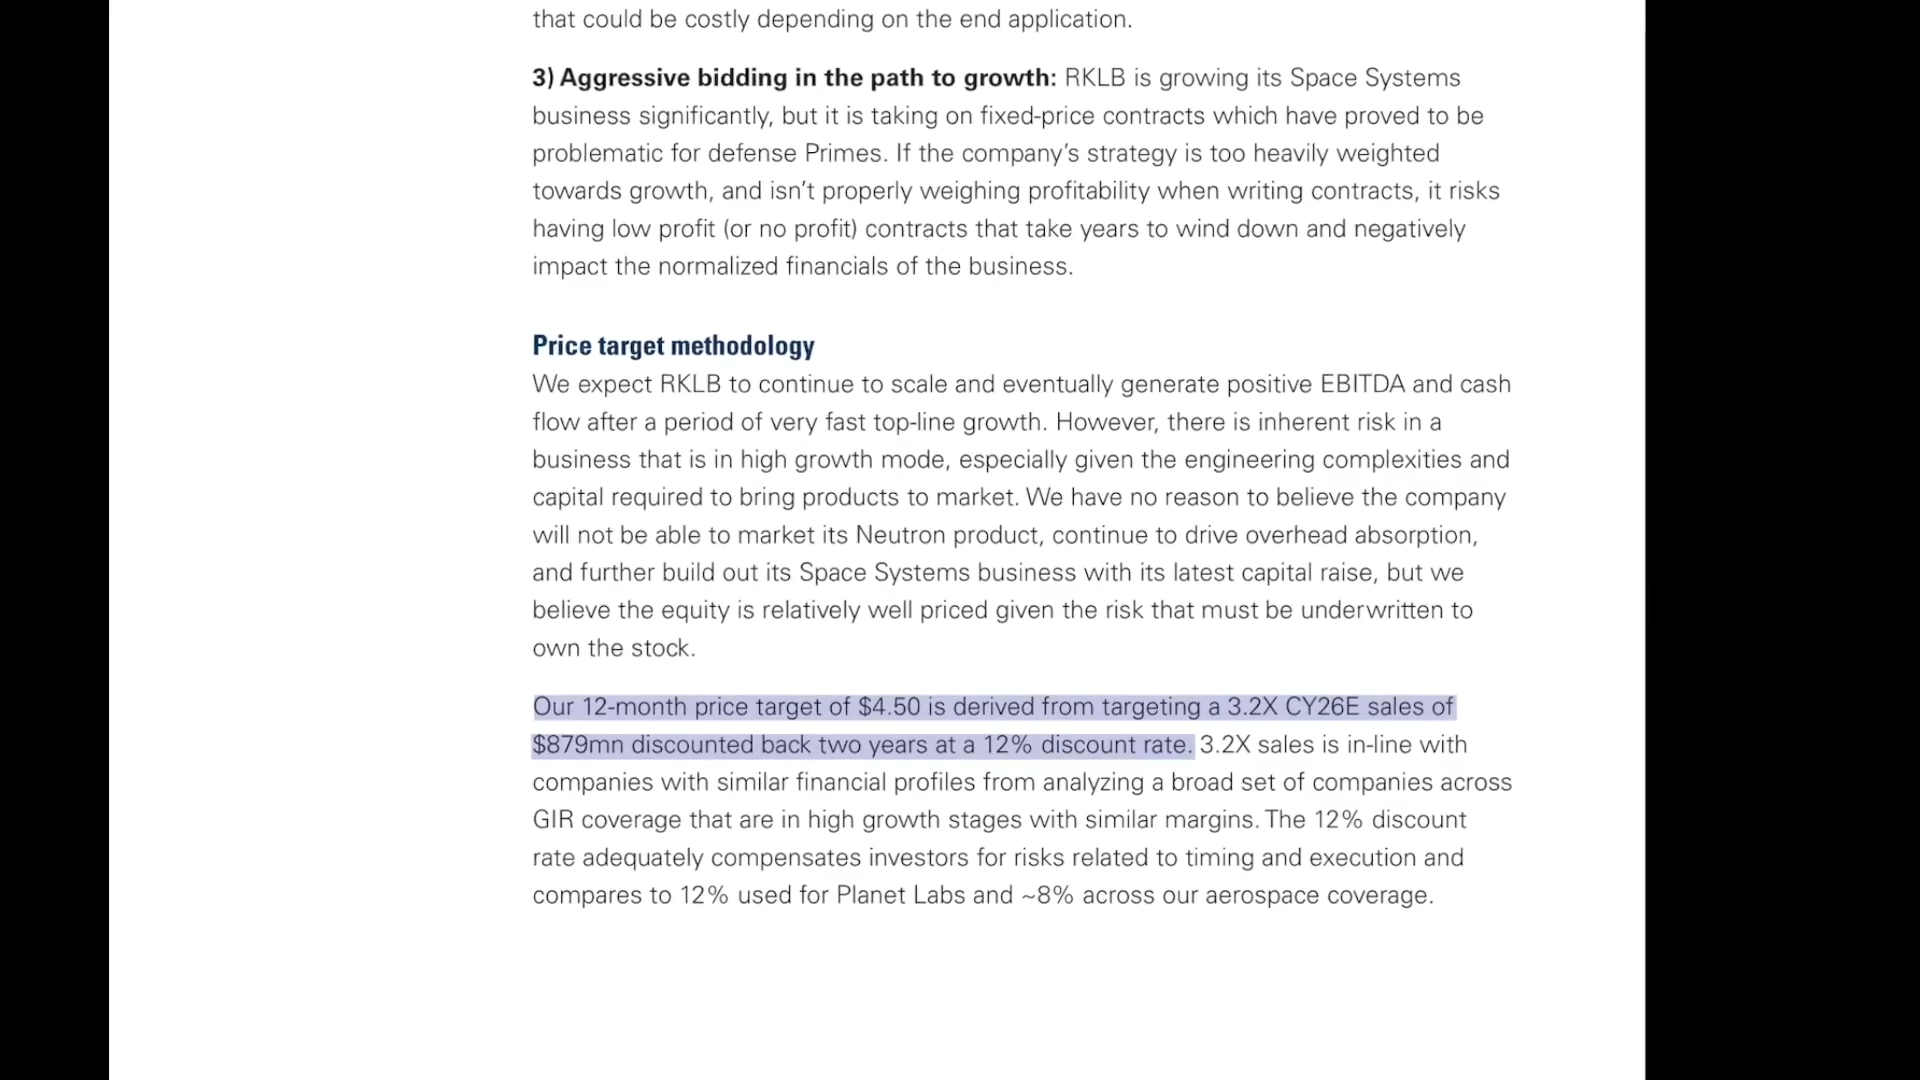 that could be costly depending on the end application.
3) Aggressive bidding in the path to growth: RKLB is growing its Space Systems
business significantly, but it is taking on fixed-price contracts which have proved to be
problematic for defense Primes. If the company’s strategy is too heavily weighted
towards growth, and isn’t properly weighing profitability when writing contracts, it risks
having low profit (or no profit) contracts that take years to wind down and negatively
impact the normalized financials of the business.
Price target methodology
We expect RKLB to continue to scale and eventually generate positive EBITDA and cash
flow after a period of very fast top-line growth. However, there is inherent risk in a
business that is in high growth mode, especially given the engineering complexities and
capital required to bring products to market. We have no reason to believe the company
will not be able to market its Neutron product, continue to drive overhead absorption,
and further build out its Space Systems business with its latest capital raise, but we
believe the equity is relatively well priced given the risk that must be underwritten to
own the stock.
Our 12-month price target of $4.50 is derived from targeting a 3.2X CY26E sales of
$879mn discounted back two years at a 12% discount rate. 3.2X sales is in-line with
companies with similar financial profiles from analyzing a broad set of companies across
GIR coverage that are in high growth stages with similar margins. The 12% discount
rate adequately compensates investors for risks related to timing and execution and
compares to 12% used for Planet Labs and ~8% across our aerospace coverage.